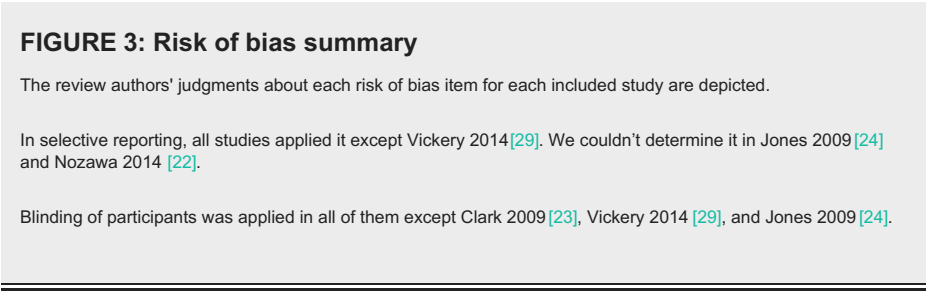 FIGURE 3: Risk of bias summary
The review authors' judgments about each risk of bias item for each included study are depicted.
In selective reporting, all studies applied it except Vickery 2014[29]. We couldn’t determine it in Jones 2009[24]
and Nozawa 2014 [22].
Blinding of participants was applied in all of them except Clark 2009[23], Vickery 2014 [29], and Jones 2009[24].